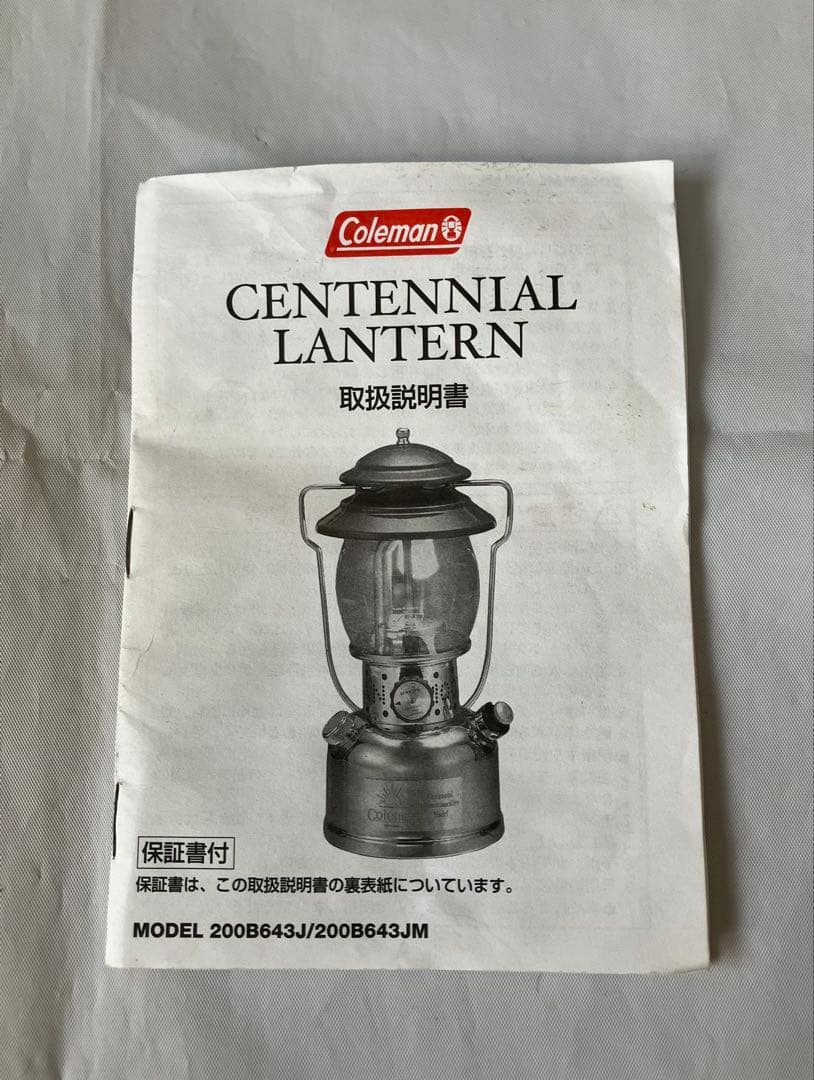 Coleman
CENTENNIAL
LANTERN
取扱説明書
Coleman
保証書付
保証書は、この取扱説明書の裏表紙についています。
MODEL 200B643J/200B643JM